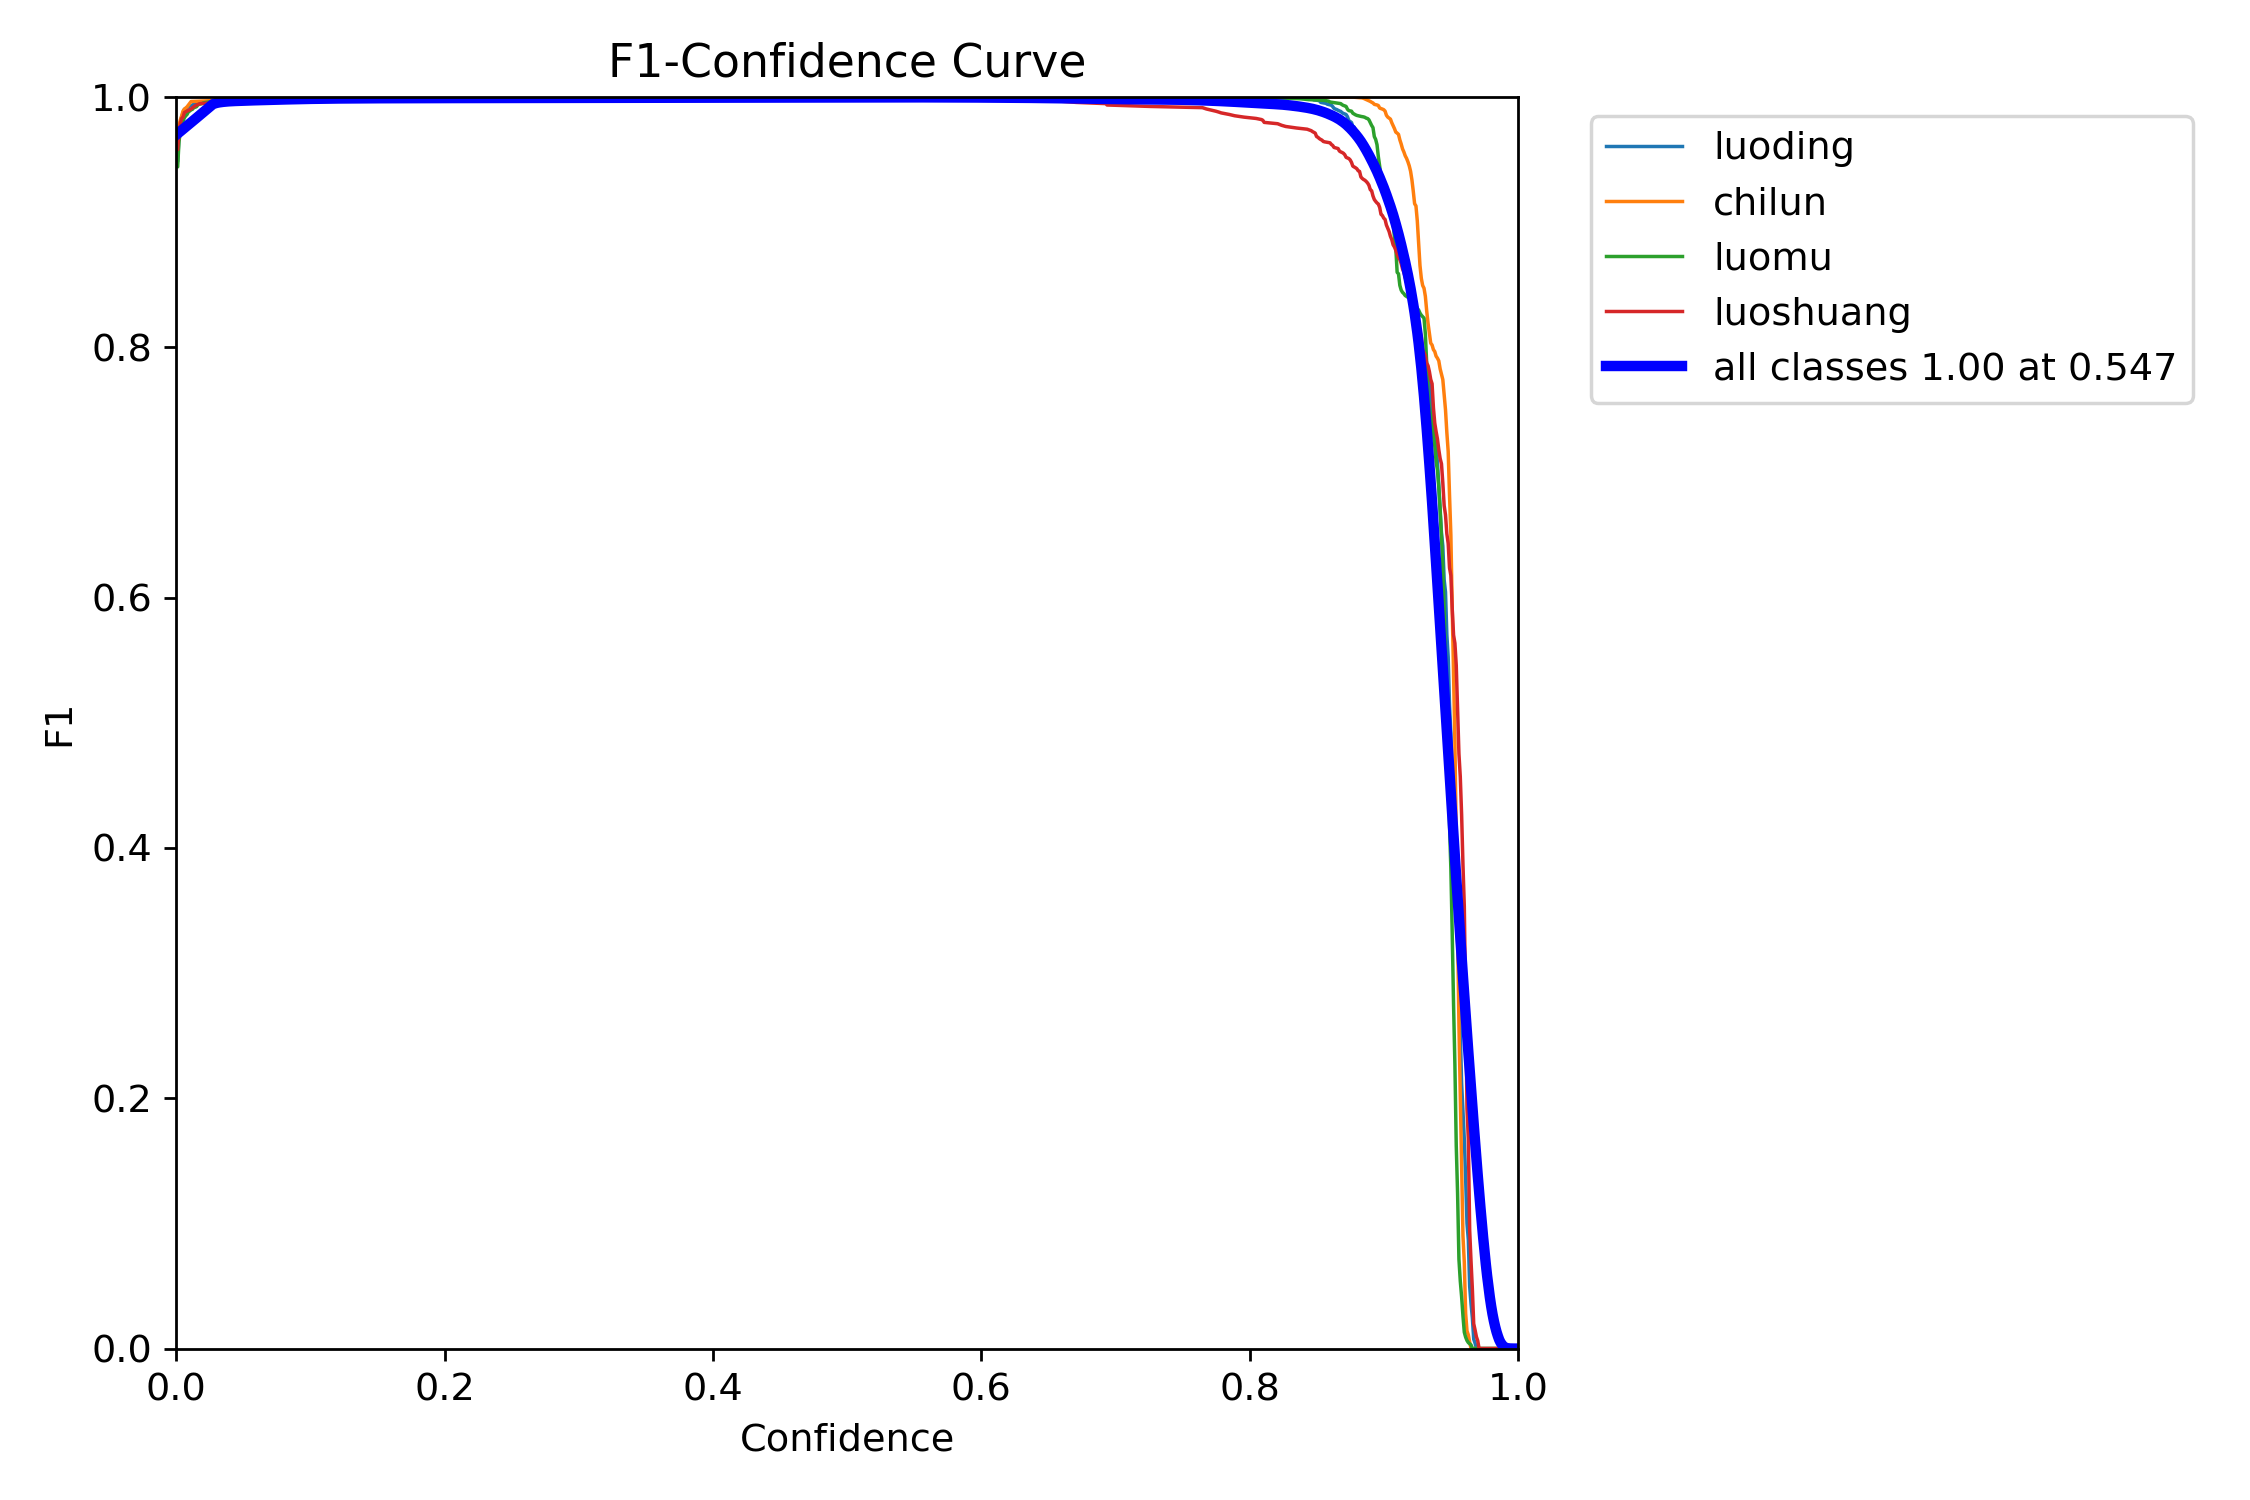 F1-Confidence Curve
1.0
0.8
0.6
0.4
0.2
0.0
F1
0.0 0.2 0.4 0.6 0.8 1.0
Confidence
luoding
chilun
luomu
luoshuang
all classes 1.00 at 0.547